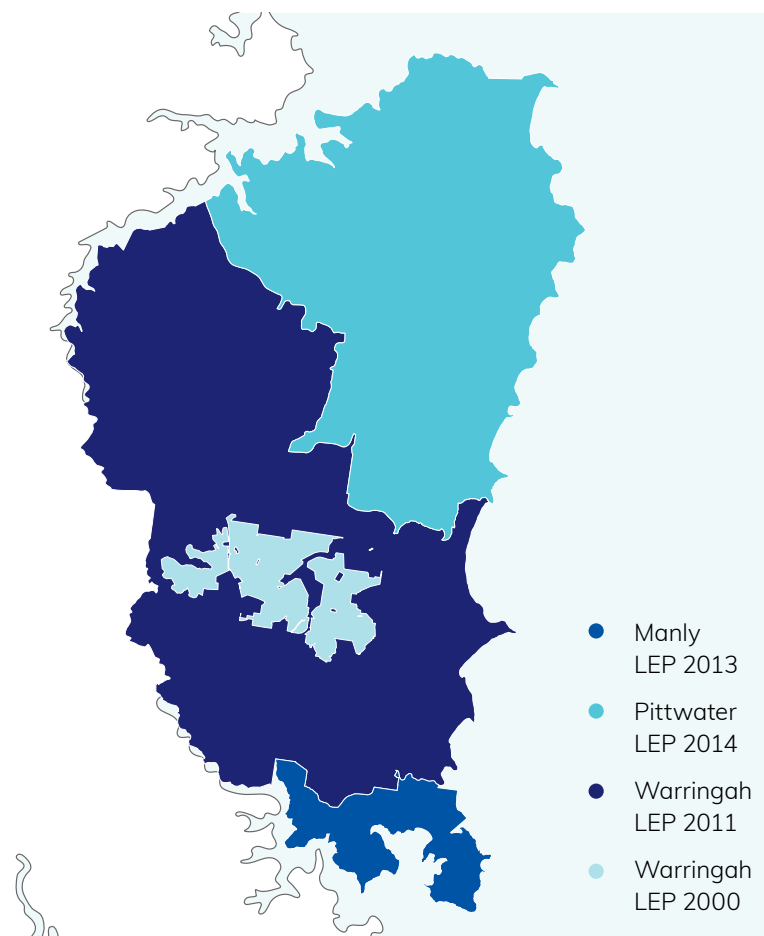 Manly
LEP 2013
Pittwater
LEP 2014
Warringah
LEP 2011
Warringah
LEP 2000